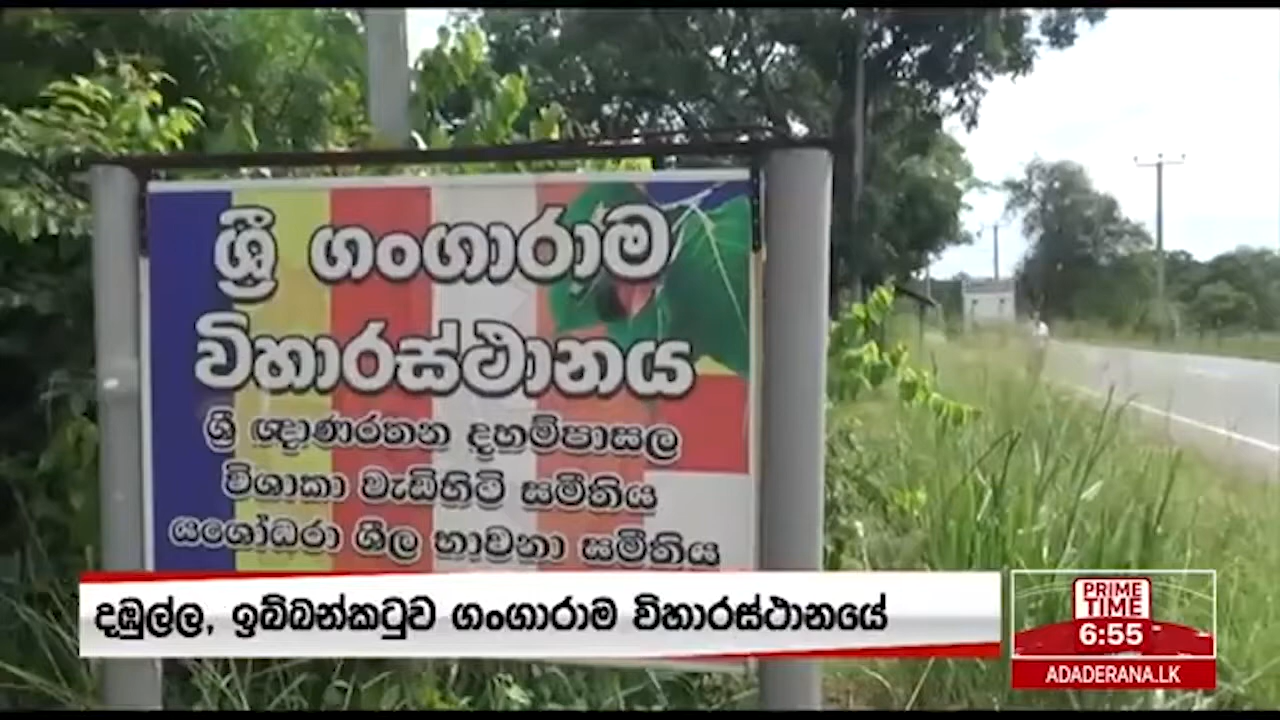 ශ්‍රී ගංගාරාම
විහාරස්ථානය
ශ්‍රී ඥාණරතන දහම්පාසල
විශාකා වැඩිහිටි සමිතිය
යශෝධරා ශීල භාවනා සමිතිය
දඹුල්ල, ඉබ්බන්කටුව ගංගාරාම විහාරස්ථානයේ
PRIME
TIME
6:55
ADADERANA.LK